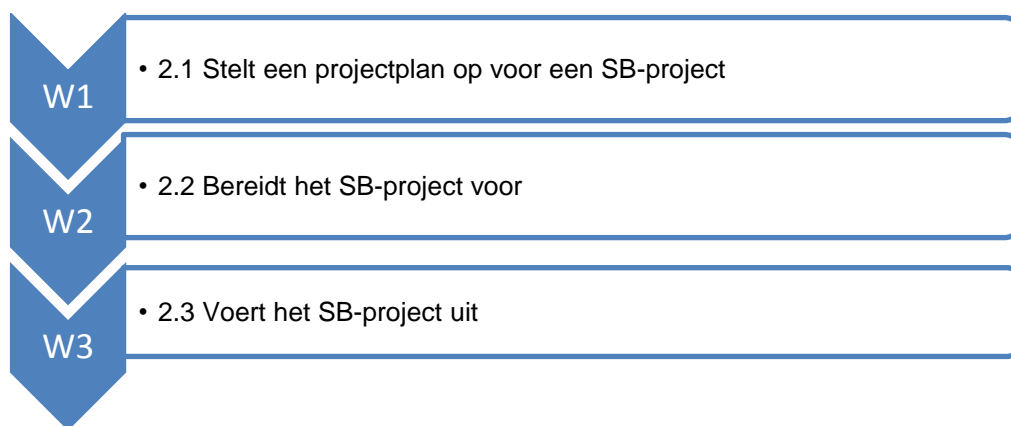 W1
• 2.1 Stelt een projectplan op voor een SB-project
W2
• 2.2 Bereidt het SB-project voor
W3
• 2.3 Voert het SB-project uit